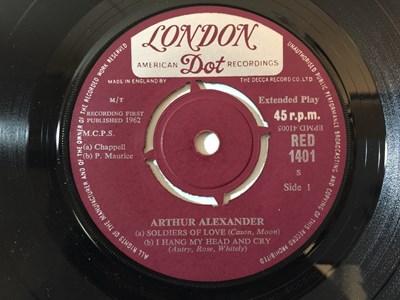 LONDON
AMERICAN Dot RECORDINGS
MADE IN ENGLAND BY THE DECCA RECORD CO. LTD
ALL RIGHTS OF THE MANUFACTURER AND OF THE OWNER OF THE RECORDED WORK RESERVED
UNAUTHORISED PUBLIC PERFORMANCE, BROADCASTING AND COPYING OF THIS RECORD PROHIBITED
M/T
RECORDING FIRST
PUBLISHED 1962
M.C.P.S.
(a) Chappell
(b) P. Maurice
Extended Play
45 r.p.m.
RED
1401
S
Side 1
ARTHUR ALEXANDER
(a) SOLDIERS OF LOVE (Cason, Moon)
(b) I HANG MY HEAD AND CRY
(Autry, Rose, Whitely)